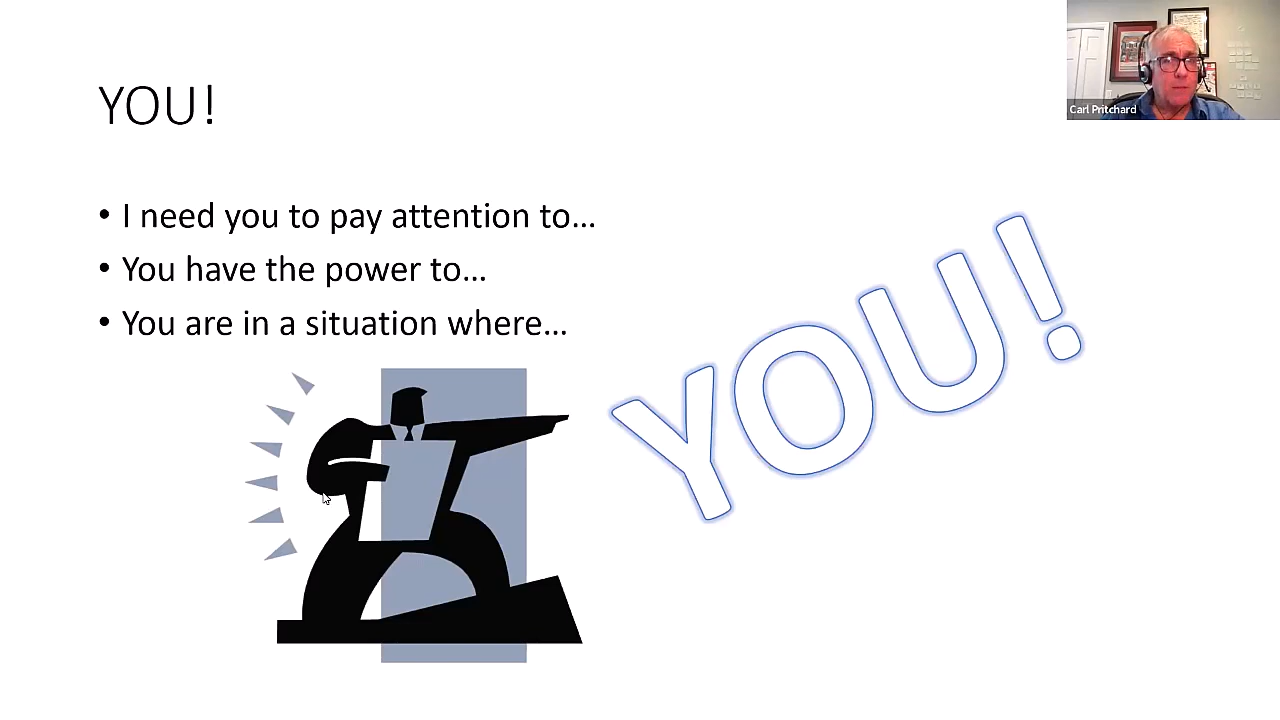 YOU!
• I need you to pay attention to...
• You have the power to...
• You are in a situation where...
YOU!
Carl Pritchard